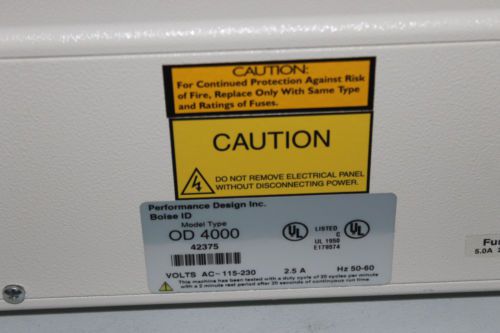 CAUTION:
For Continued Protection Against Risk
of Fire, Replace Only With Same Type
and Ratings of Fuses.
CAUTION
DO NOT REMOVE ELECTRICAL PANEL
WITHOUT DISCONNECTING POWER.
Performance Design Inc.
Boise ID
Model Type
OD 4000
42375
UL LISTED UL
C
UL 1950
E179574
VOLTS AC~115-230 2.5 A Hz 50-60
This machine has been tested with a duty cycle of 20 cycles per minute
with a 2 minute rest period after 20 seconds of continuous run time
5.0A